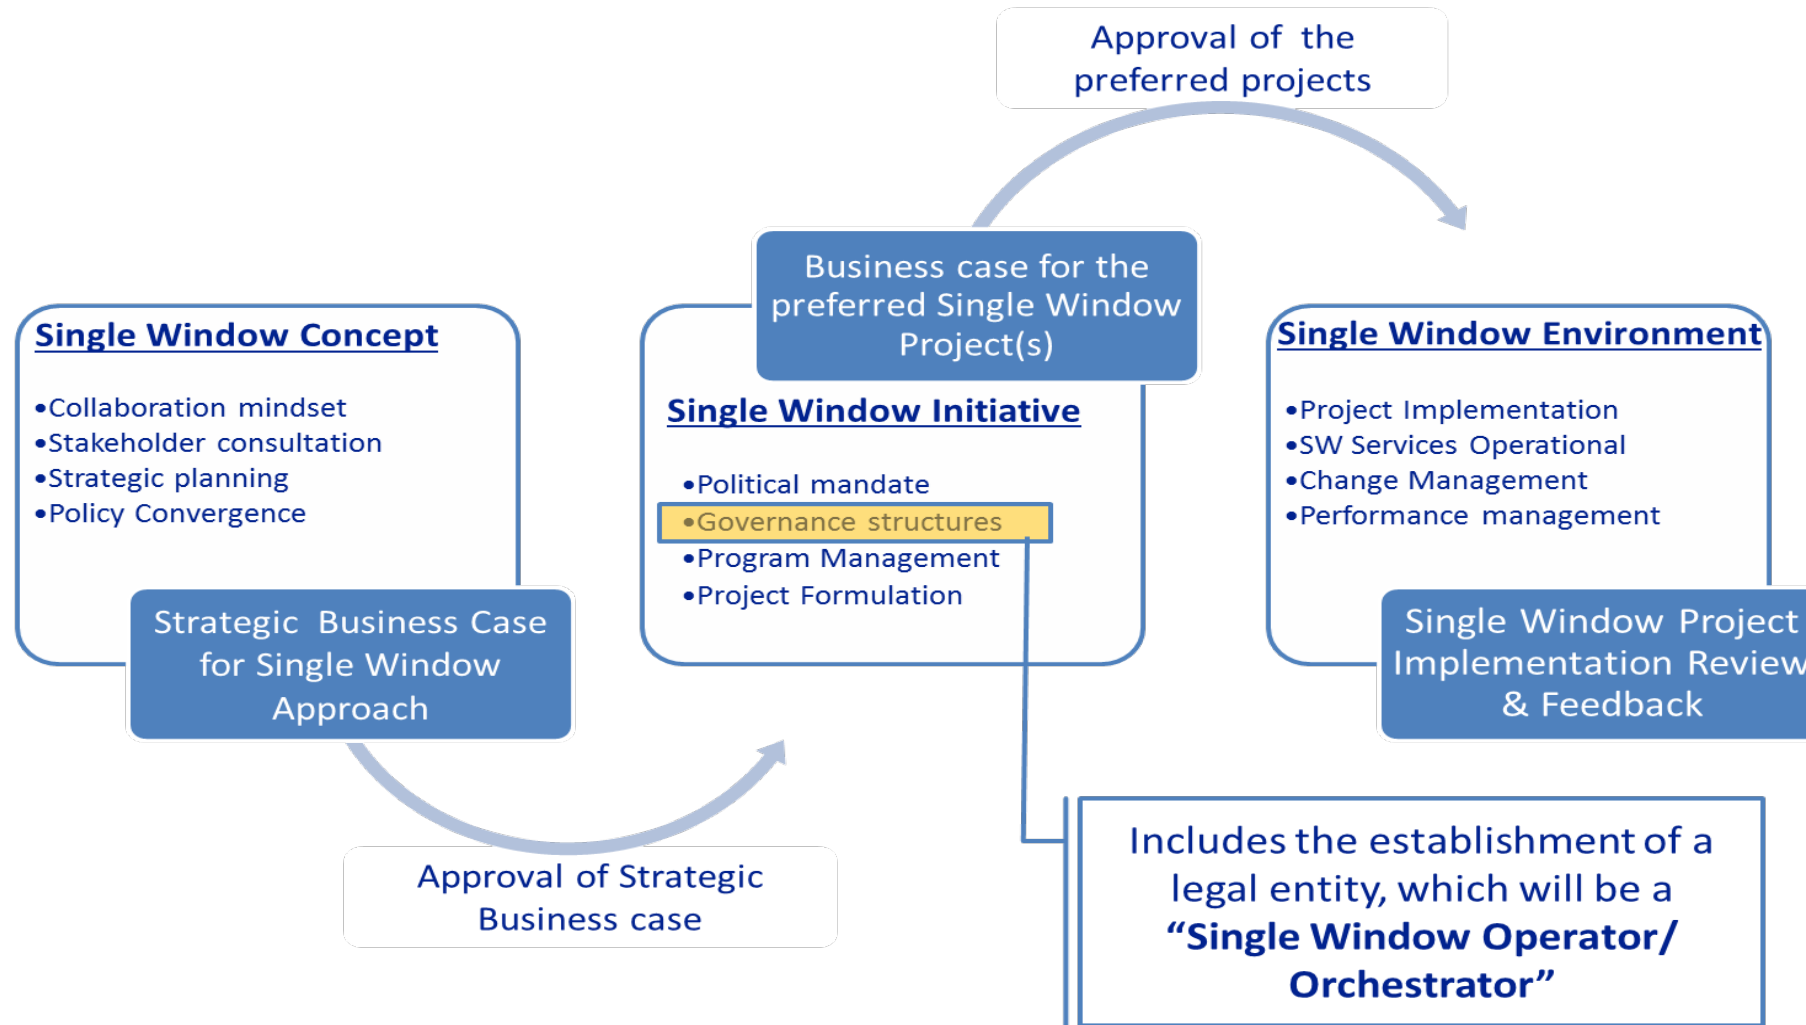 Approval of the
preferred projects
Business case for the
preferred Single Window
Project(s)
Single Window Concept
•Collaboration mindset
•Stakeholder consultation
•Strategic planning
•Policy Convergence
Strategic Business Case
for Single Window
Approach
Approval of Strategic
Business case
Single Window Initiative
•Political mandate
•Governance structures
•Program Management
•Project Formulation
Single Window Environment
•Project Implementation
•SW Services Operational
•Change Management
•Performance management
Single Window Project
Implementation Review
& Feedback
Includes the establishment of a
legal entity, which will be a
“Single Window Operator/
Orchestrator”